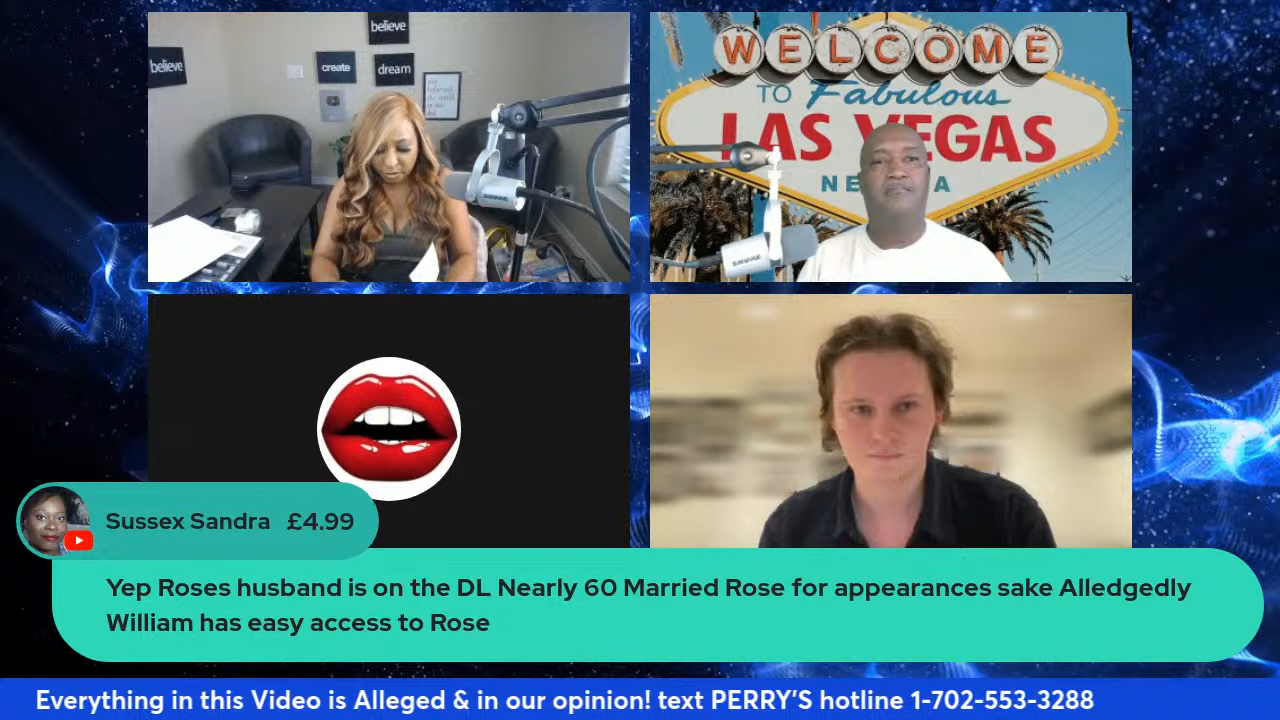 believe
believe
create
dream
WELCOME
TO Fabulous
LAS VEGAS
NE A
SHURE
SHURE
Sussex Sandra £4.99
Yep Roses husband is on the DL Nearly 60 Married Rose for appearances sake Alledgedly
William has easy access to Rose
Everything in this Video is Alleged & in our opinion! text PERRY'S hotline 1-702-553-3288